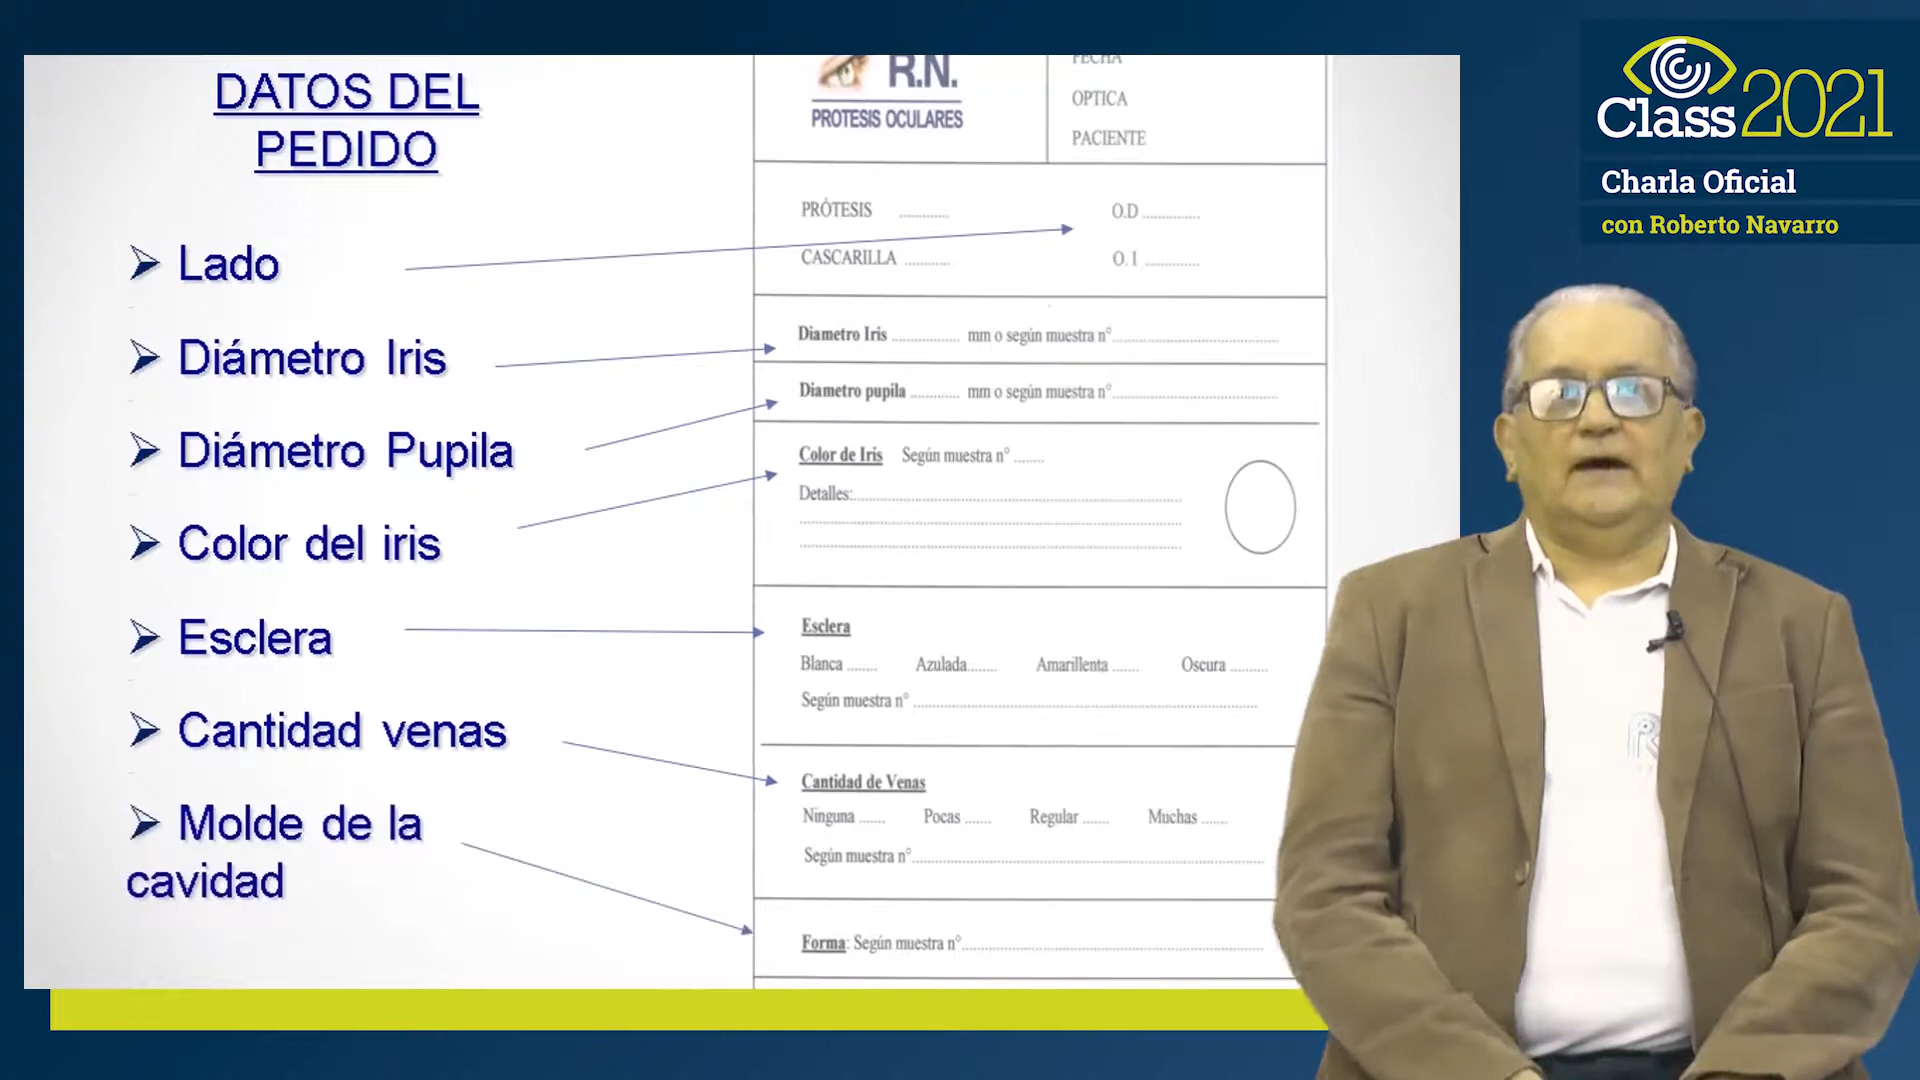 DATOS DEL
PEDIDO
➢ Lado
➢ Diámetro Iris
➢ Diámetro Pupila
➢ Color del iris
➢ Esclera
➢ Cantidad venas
➢ Molde de la
cavidad
R.N.
PROTESIS OCULARES
FECHA
OPTICA
PACIENTE
PRÓTESIS ............. O.D ...............
CASCARILLA ............ O. I ..............
Diametro Iris .................. mm o según muestra n°.............................................
Diametro pupila ............. mm o según muestra n°.............................................
Color de Iris Según muestra n° ........
Detalles:..........................................................................................
Esclera
Blanca ........ Azulada........ Amarillenta ....... Oscura ..........
Según muestra n° ..........................................................................................
Cantidad de Venas
Ninguna ....... Pocas ....... Regular ....... Muchas .......
Según muestra n°..........................................................................................
Forma: Según muestra n°..............................................................................
Class 2021
Charla Oficial
con Roberto Navarro